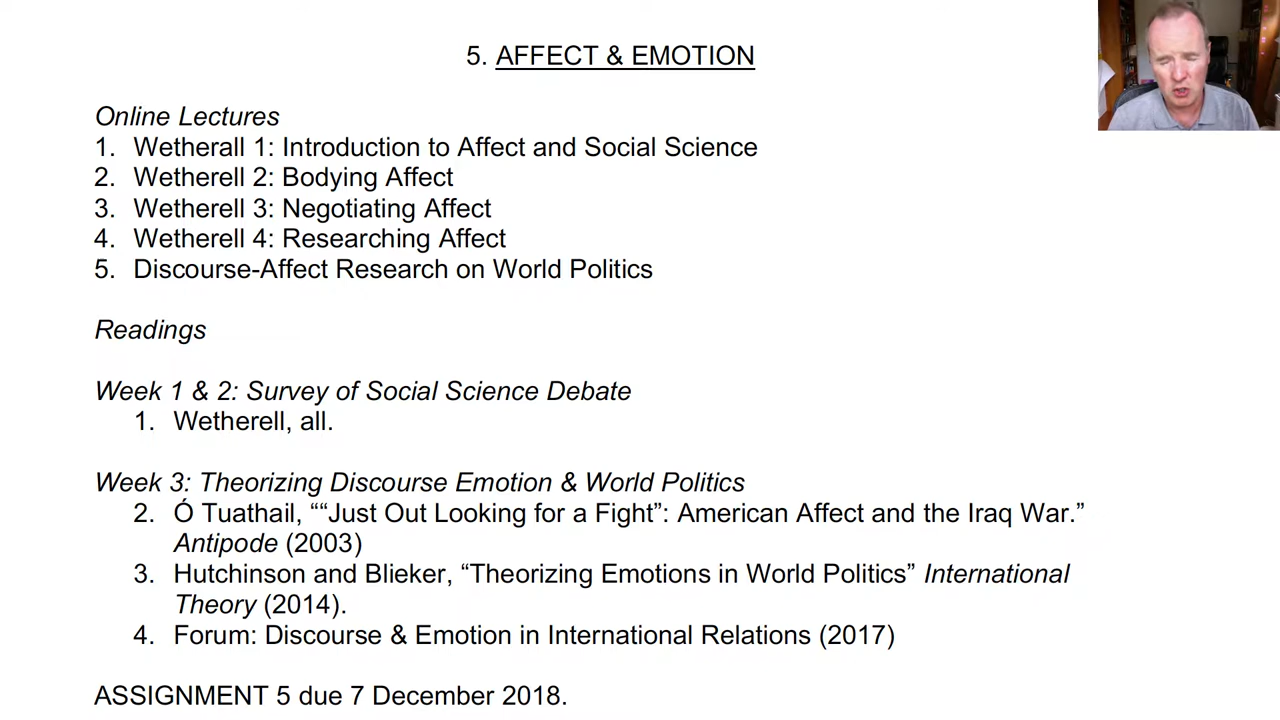 5. AFFECT & EMOTION
Online Lectures
1. Wetherall 1: Introduction to Affect and Social Science
2. Wetherell 2: Bodying Affect
3. Wetherell 3: Negotiating Affect
4. Wetherell 4: Researching Affect
5. Discourse-Affect Research on World Politics
Readings
Week 1 & 2: Survey of Social Science Debate
1. Wetherell, all.
Week 3: Theorizing Discourse Emotion & World Politics
2. Ó Tuathail, ““Just Out Looking for a Fight”: American Affect and the Iraq War.”
Antipode (2003)
3. Hutchinson and Blieker, “Theorizing Emotions in World Politics” International
Theory (2014).
4. Forum: Discourse & Emotion in International Relations (2017)
ASSIGNMENT 5 due 7 December 2018.